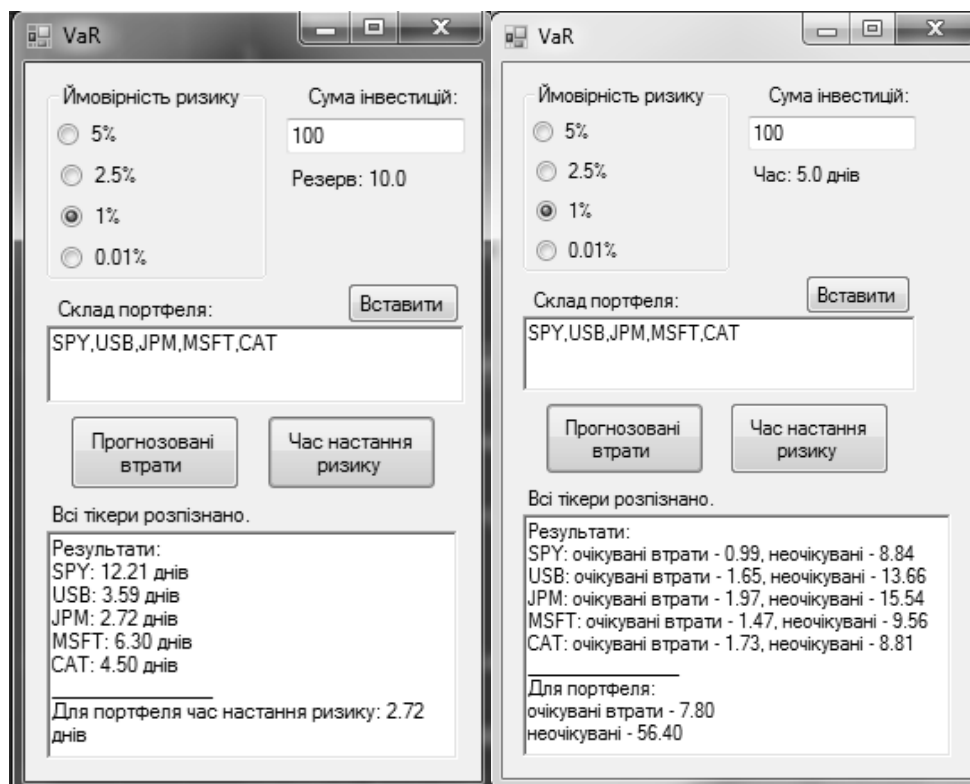 VaR
Ймовірність ризику
Сума інвестицій:
5%
100
2.5%
Резерв: 10.0
1%
0.01%
Склад портфеля:
Вставити
SPY,USB,JPM,MSFT,CAT
Прогнозовані
втрати
Час настання
ризику
Всі тікери розпізнано.
Результати:
SPY: 12.21 днів
USB: 3.59 днів
JPM: 2.72 днів
MSFT: 6.30 днів
CAT: 4.50 днів
Для портфеля час настання ризику: 2.72
днів
VaR
Ймовірність ризику
Сума інвестицій:
5%
100
2.5%
Час: 5.0 днів
1%
0.01%
Склад портфеля:
Вставити
SPY,USB,JPM,MSFT,CAT
Прогнозовані
втрати
Час настання
ризику
Всі тікери розпізнано.
Результати:
SPY: очікувані втрати - 0.99, неочікувані - 8.84
USB: очікувані втрати - 1.65, неочікувані - 13.66
JPM: очікувані втрати - 1.97, неочікувані - 15.54
MSFT: очікувані втрати - 1.47, неочікувані - 9.56
CAT: очікувані втрати - 1.73, неочікувані - 8.81
Для портфеля:
очікувані втрати - 7.80
неочікувані - 56.40